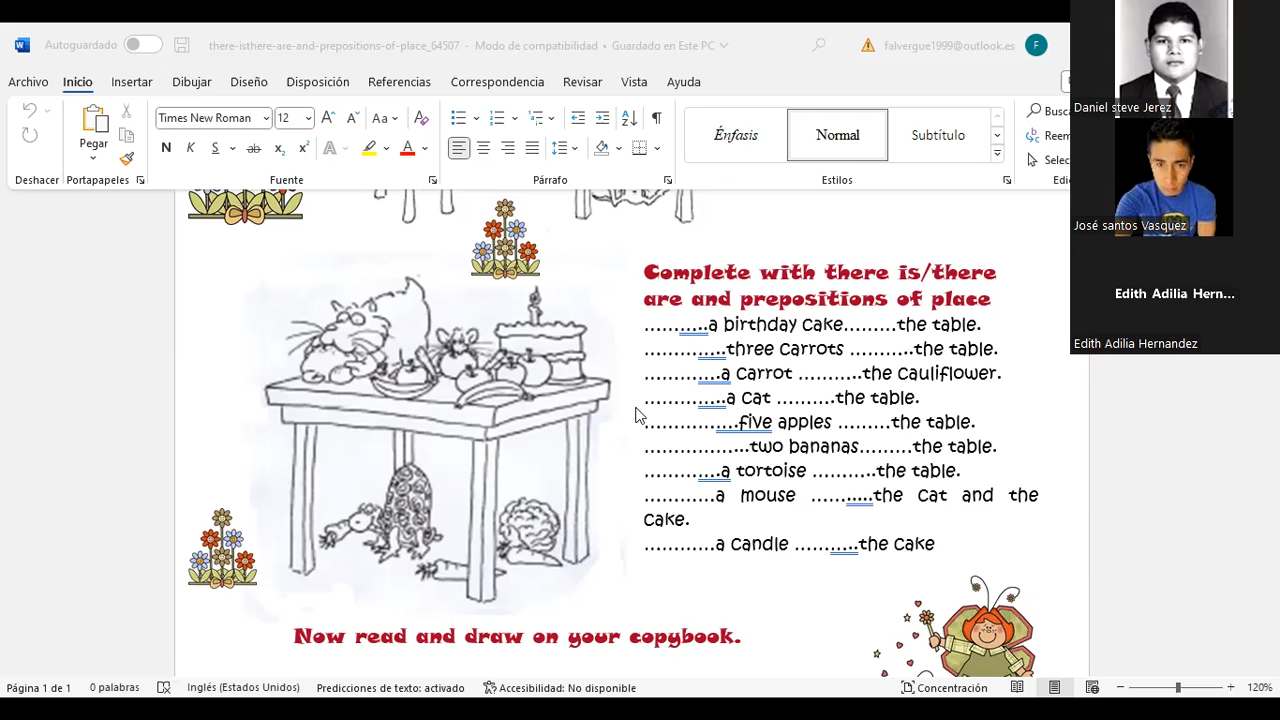 Autoguardado
there-isthere-are-and-prepositions-of-place_64507 - Modo de compatibilidad • Guardado en Este PC
falvergue1999@outlook.es
F
Archivo Inicio Insertar Dibujar Diseño Disposición Referencias Correspondencia Revisar Vista Ayuda
Pegar
Times New Roman 12
Aa
N K S ab x₂ x² A A
Énfasis Normal Subtítulo
Deshacer Portapapeles Fuente Párrafo Estilos
Daniel steve Jerez
José santos Vasquez
Edith Adilia Hern...
Edith Adilia Hernandez
Complete with there is/there
are and prepositions of place
………..a birthday cake………the table.
…………..three carrots ………..the table.
…………a carrot ………..the cauliflower.
…………..a cat ……….the table.
……………five apples ………the table.
………………two bananas………the table.
…………a tortoise ………..the table.
…………a mouse ………..the cat and the
cake.
…………a candle ………..the cake
Now read and draw on your copybook.
Página 1 de 1 0 palabras Inglés (Estados Unidos) Predicciones de texto: activado Accesibilidad: No disponible Concentración 120%